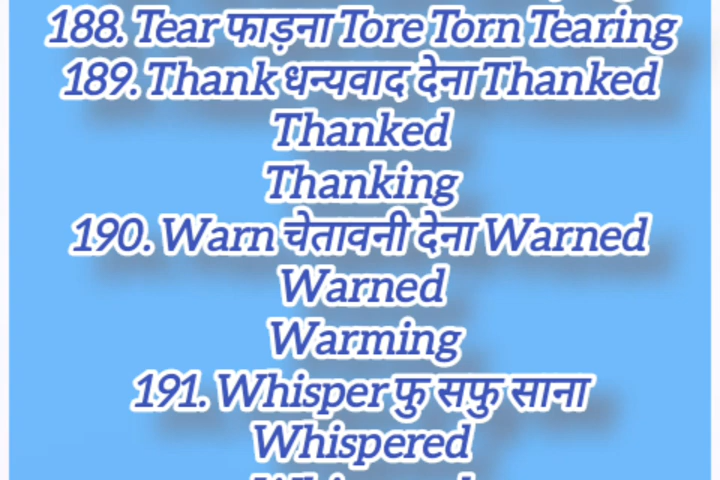 188. Tear फाड़ना Tore Torn Tearing
189. Thank धन्यवाद देना Thanked
Thanked
Thanking
190. Warn चेतावनी देना Warned
Warned
Warming
191. Whisper फु सफु साना
Whispered